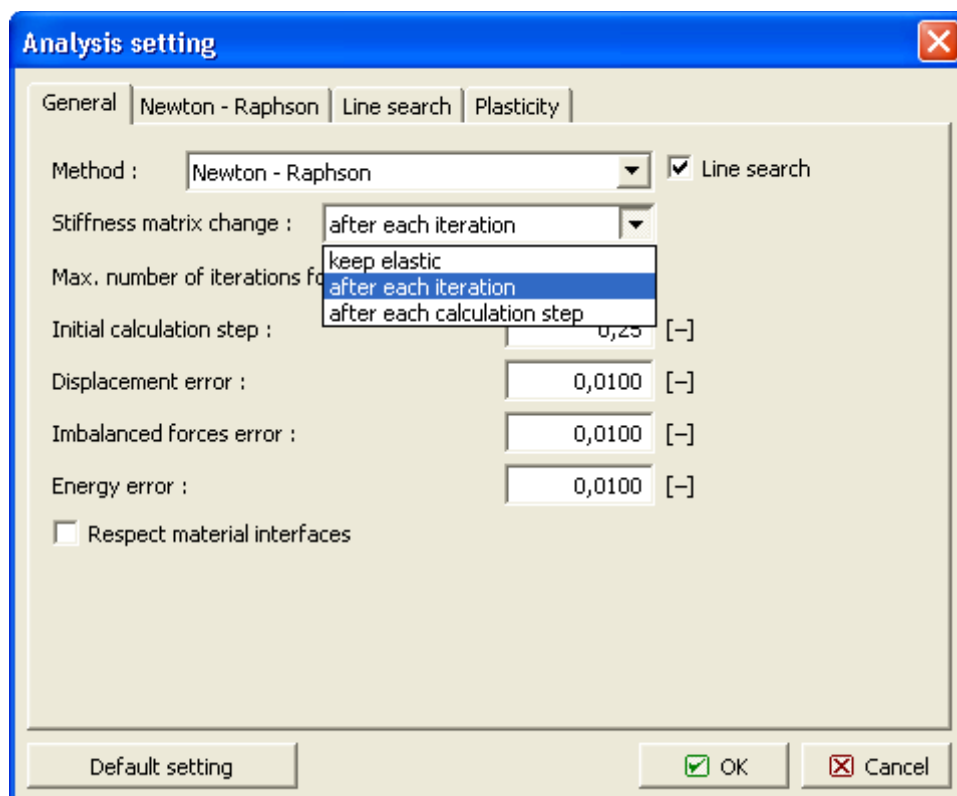 Analysis setting
General Newton - Raphson Line search Plasticity
Method : Newton - Raphson Line search
Stiffness matrix change : after each iteration
keep elastic
Max. number of iterations fo
after each iteration
after each calculation step
Initial calculation step : 0,25 [–]
Displacement error : 0,0100 [–]
Imbalanced forces error : 0,0100 [–]
Energy error : 0,0100 [–]
Respect material interfaces
Default setting OK Cancel